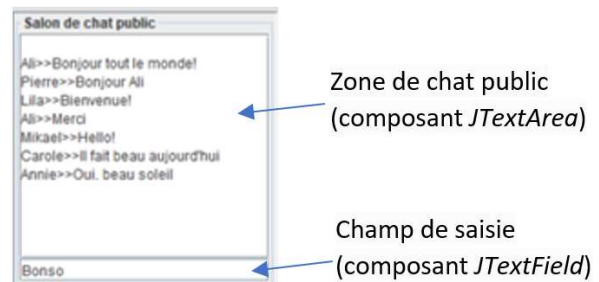 Salon de chat public
Ali>>Bonjour tout le monde!
Pierre>>Bonjour Ali
Lila>>Bienvenue!
Ali>>Merci
Mikael>>Hello!
Carole>>Il fait beau aujourd'hui
Annie>>Oui. beau soleil
Bonso
Zone de chat public
(composant JTextArea)
Champ de saisie
(composant JTextField)